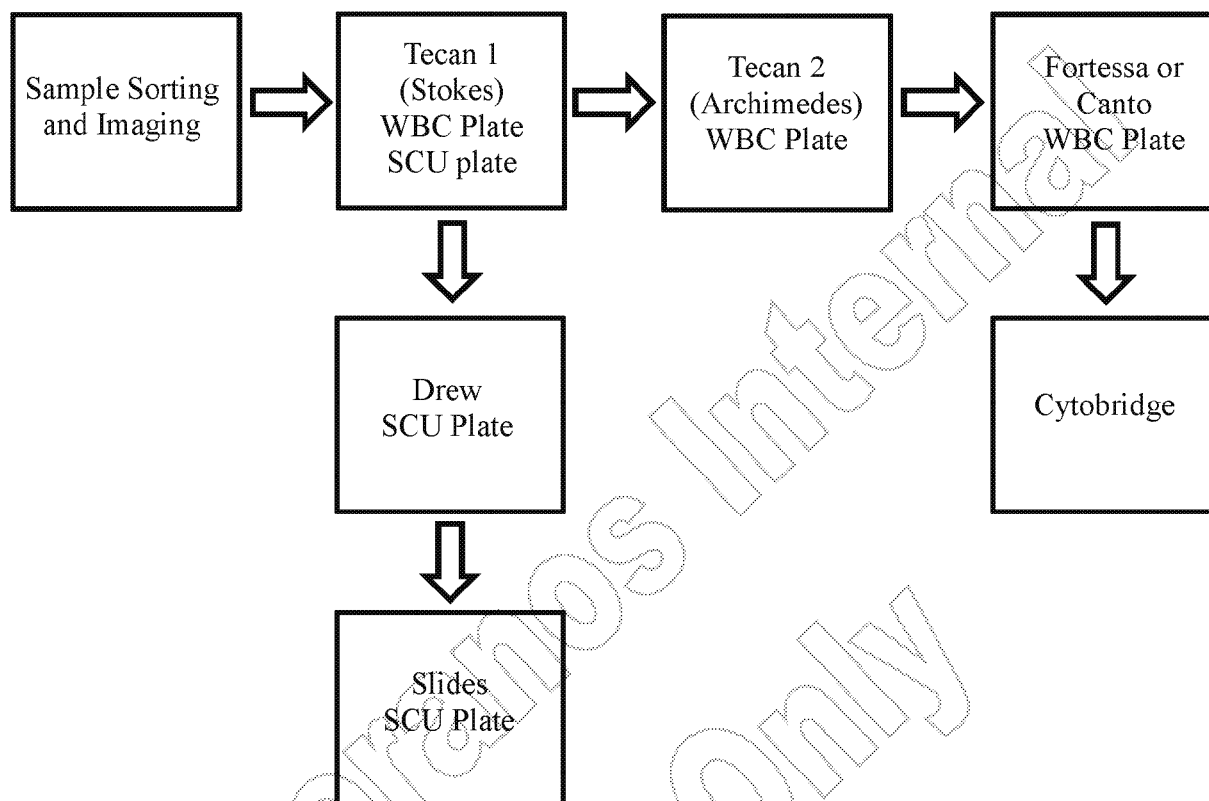 Sample Sorting
and Imaging
Tecan 1
(Stokes)
WBC Plate
SCU plate
Tecan 2
(Archimedes)
WBC Plate
Fortessa or
Canto
WBC Plate
Drew
SCU Plate
Cytobridge
Slides
SCU Plate
Internal
Only